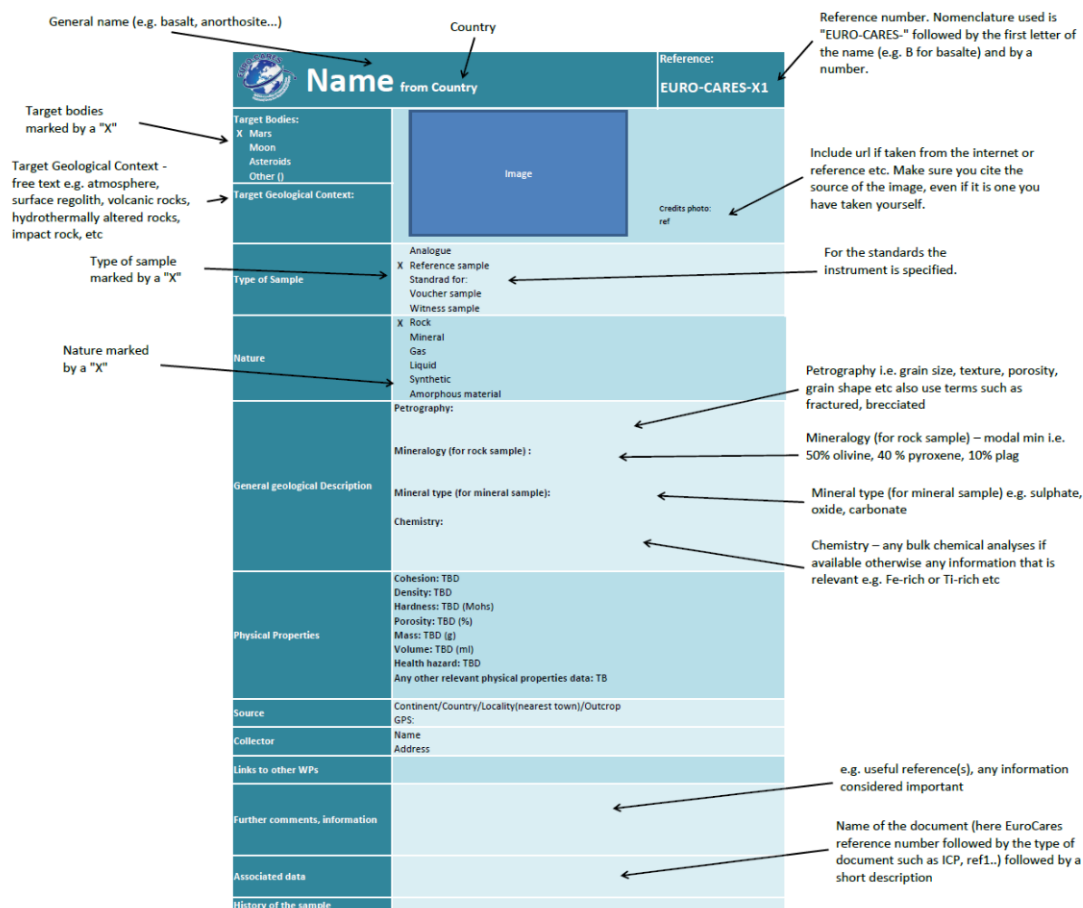 General name (e.g. basalt, anorthosite...)
Country
Reference number. Nomenclature used is
"EURO-CARES-" followed by the first letter of
the name (e.g. B for basalte) and by a
number.
Name from Country
Reference:
EURO-CARES-X1
Target bodies
marked by a "X"
Target Bodies:
X Mars
Moon
Asteroids
Other ()
Target Geological Context -
free text e.g. atmosphere,
surface regolith, volcanic rocks,
hydrothermally altered rocks,
impact rock, etc
Target Geological Context:
Image
Credits photo:
ref
Include url if taken from the internet or
reference etc. Make sure you cite the
source of the image, even if it is one you
have taken yourself.
Type of sample
marked by a "X"
Type of Sample
Analogue
X Reference sample
Standrad for:
Voucher sample
Witness sample
For the standards the
instrument is specified.
Nature marked
by a "X"
Nature
X Rock
Mineral
Gas
Liquid
Synthetic
Amorphous material
General geological Description
Petrography:
Mineralogy (for rock sample) :
Mineral type (for mineral sample):
Chemistry:
Petrography i.e. grain size, texture, porosity,
grain shape etc also use terms such as
fractured, brecciated
Mineralogy (for rock sample) – modal min i.e.
50% olivine, 40 % pyroxene, 10% plag
Mineral type (for mineral sample) e.g. sulphate,
oxide, carbonate
Chemistry – any bulk chemical analyses if
available otherwise any information that is
relevant e.g. Fe-rich or Ti-rich etc
Physical Properties
Cohesion: TBD
Density: TBD
Hardness: TBD (Mohs)
Porosity: TBD (%)
Mass: TBD (g)
Volume: TBD (ml)
Health hazard: TBD
Any other relevant physical properties data: TB
Source
Continent/Country/Locality(nearest town)/Outcrop
GPS:
Collector
Name
Address
Links to other WPs
Further comments, information
e.g. useful reference(s), any information
considered important
Associated data
Name of the document (here EuroCares
reference number followed by the type of
document such as ICP, ref1..) followed by a
short description
History of the sample